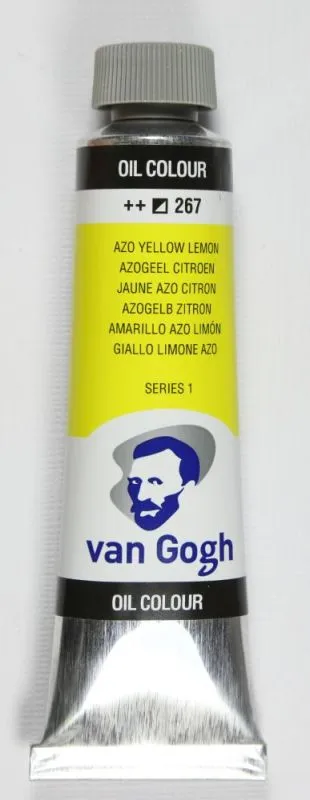 OIL COLOUR
++ 267
AZO YELLOW LEMON
AZOGEEL CITROEN
JAUNE AZO CITRON
AZOGELB ZITRON
AMARILLO AZO LIMÓN
GIALLO LIMONE AZO
SERIES 1
van Gogh
OIL COLOUR